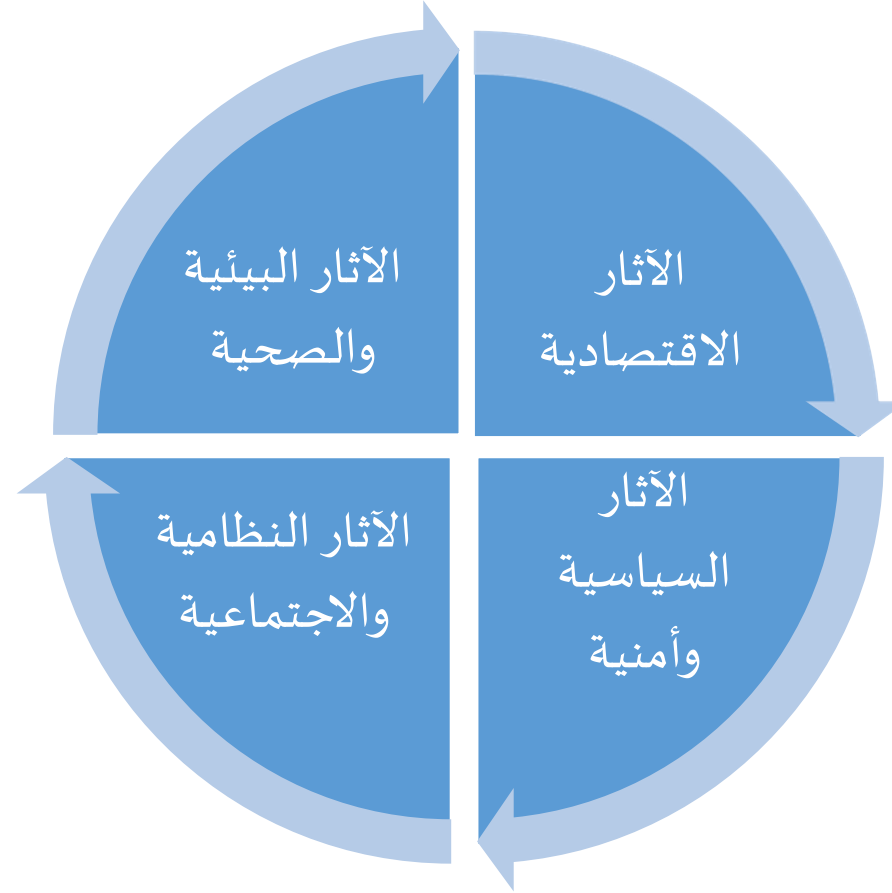 الآثار
الاقتصادية
الآثار البيئية
والصحية
الآثار
السياسية
وأمنية
الآثار النظامية
والاجتماعية